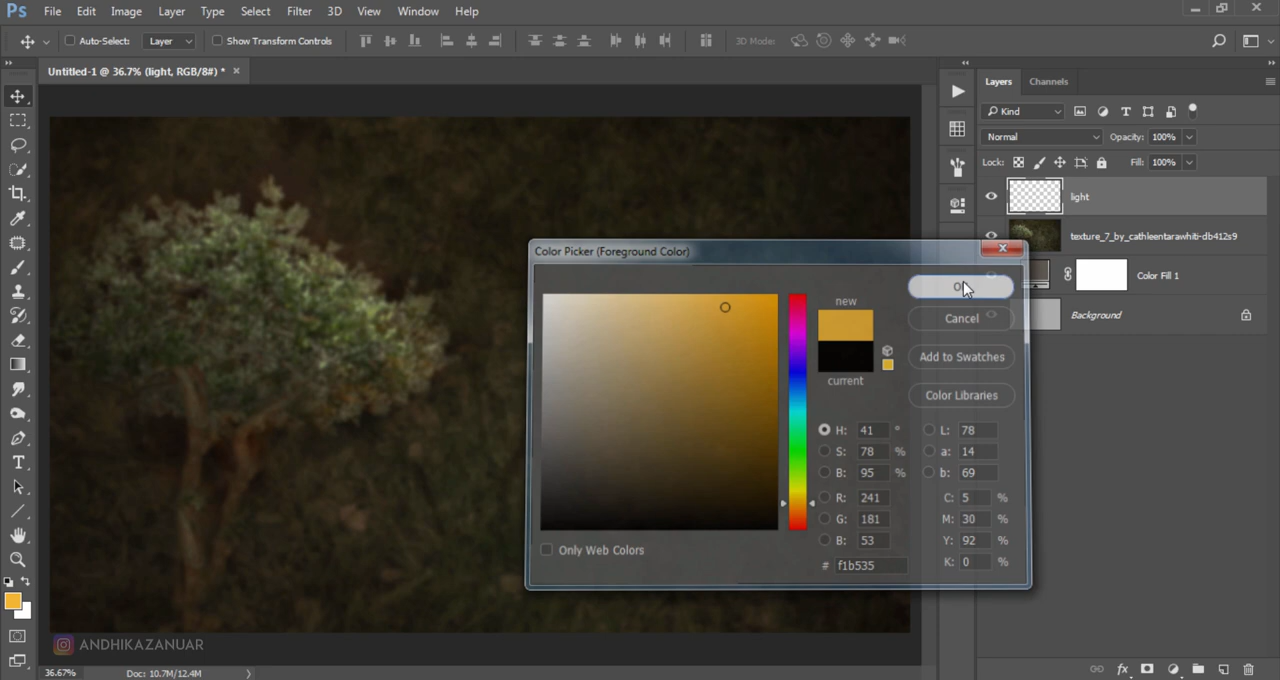 Ps File Edit Image Layer Type Select Filter 3D View Window Help
Auto-Select: Layer Show Transform Controls 3D Mode:
Untitled-1 @ 36.7% (light, RGB/8#) * ×
Layers Channels
Kind
Normal Opacity: 100%
Lock: Fill: 100%
light
texture_7_by_cathleentarawhiti-db412s9
Color Fill 1
Background
Color Picker (Foreground Color)
new
current
Cancel
Add to Swatches
Color Libraries
H: 41 ° L: 78
S: 78 % a: 14
B: 95 % b: 69
R: 241 C: 5 %
G: 181 M: 30 %
B: 53 Y: 92 %
# f1b535 K: 0 %
Only Web Colors
ANDHIKAZANUAR
36.67% Doc: 10.7M/12.4M
fx